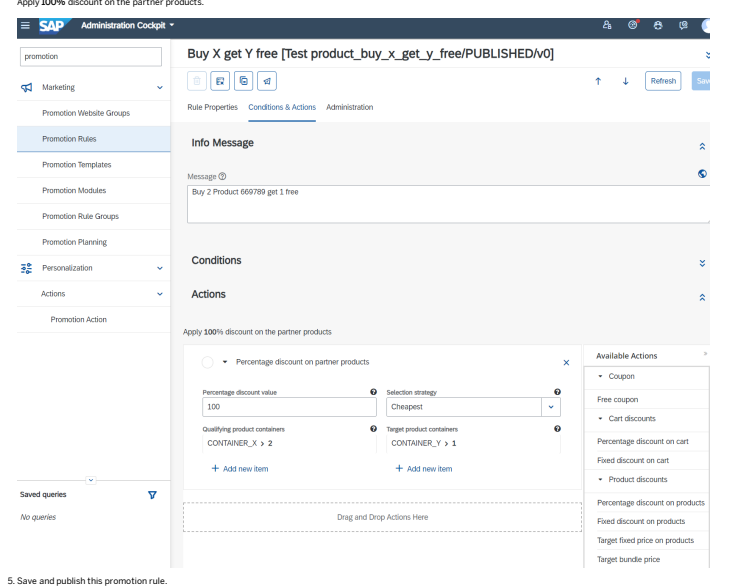 Apply 100% discount on the partner products.
SAP Administration Cockpit
promotion
Marketing
Promotion Website Groups
Promotion Rules
Promotion Templates
Promotion Modules
Promotion Rule Groups
Promotion Planning
Personalization
Actions
Promotion Action
Saved queries
No queries
Buy X get Y free [Test product_buy_x_get_y_free/PUBLISHED/v0]
Refresh
Rule Properties Conditions & Actions Administration
Info Message
Message
Buy 2 Product 669789 get 1 free
Conditions
Actions
Apply 100% discount on the partner products
Percentage discount on partner products
Percentage discount value
100
Selection strategy
Cheapest
Qualifying product containers
CONTAINER_X > 2
+ Add new item
Target product containers
CONTAINER_Y > 1
+ Add new item
Drag and Drop Actions Here
Available Actions
Coupon
Free coupon
Cart discounts
Percentage discount on cart
Fixed discount on cart
Product discounts
Percentage discount on products
Fixed discount on products
Target fixed price on products
Target bundle price
5. Save and publish this promotion rule.